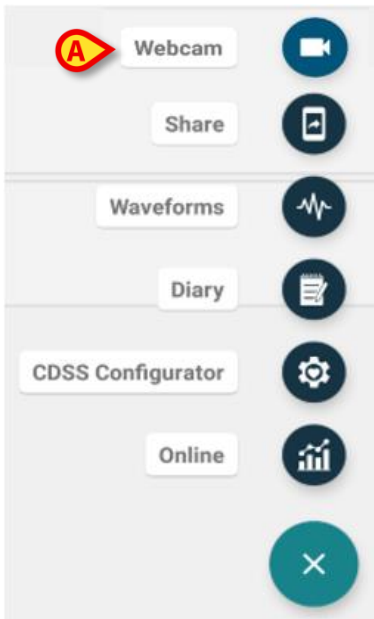 A
Webcam
Share
Waveforms
Diary
CDSS Configurator
Online